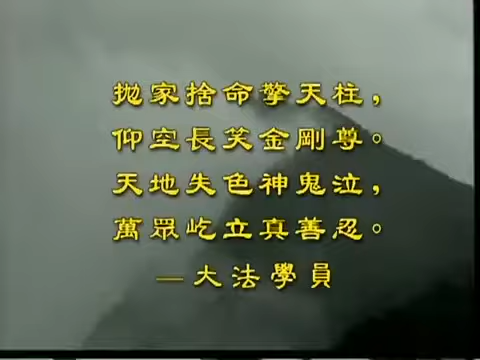 拋家捨命擎天柱，
仰空長笑金剛尊。
天地失色神鬼泣，
萬眾屹立真善忍。
—大法學員